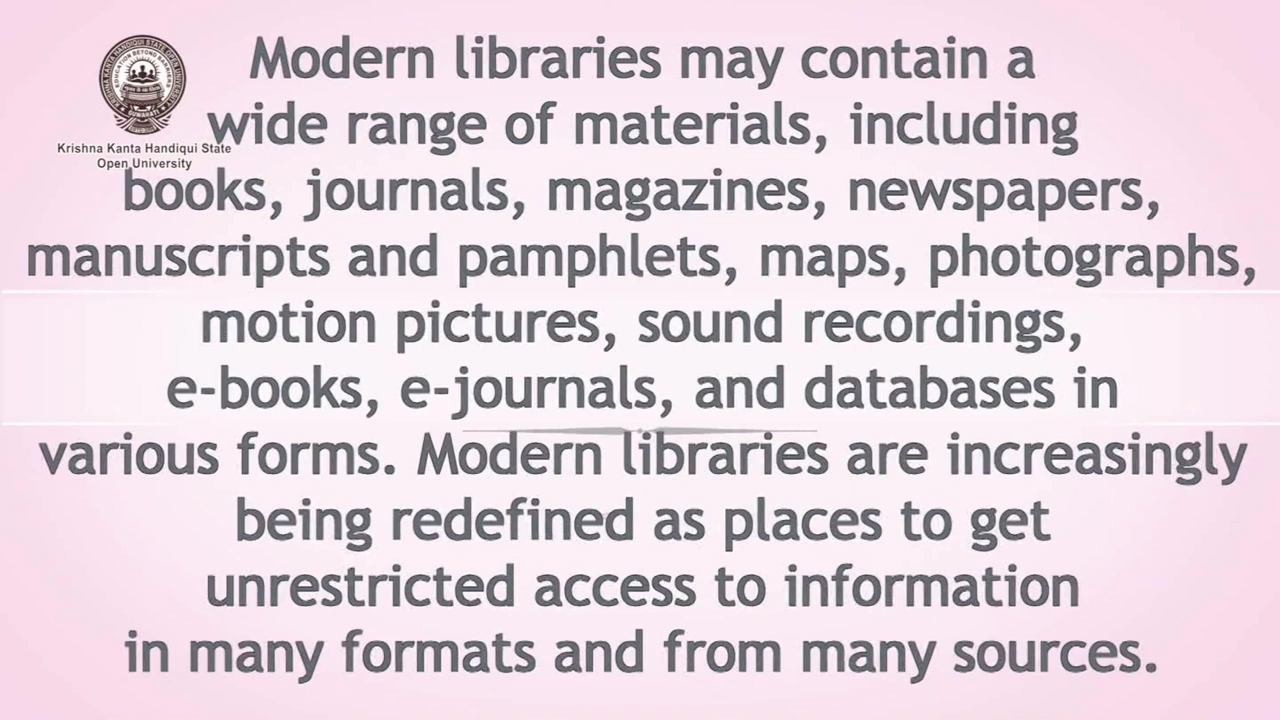 Modern libraries may contain a
wide range of materials, including
Krishna Kanta Handiqui State
Open University
books, journals, magazines, newspapers,
manuscripts and pamphlets, maps, photographs,
motion pictures, sound recordings,
e-books, e-journals, and databases in
various forms. Modern libraries are increasingly
being redefined as places to get
unrestricted access to information
in many formats and from many sources.